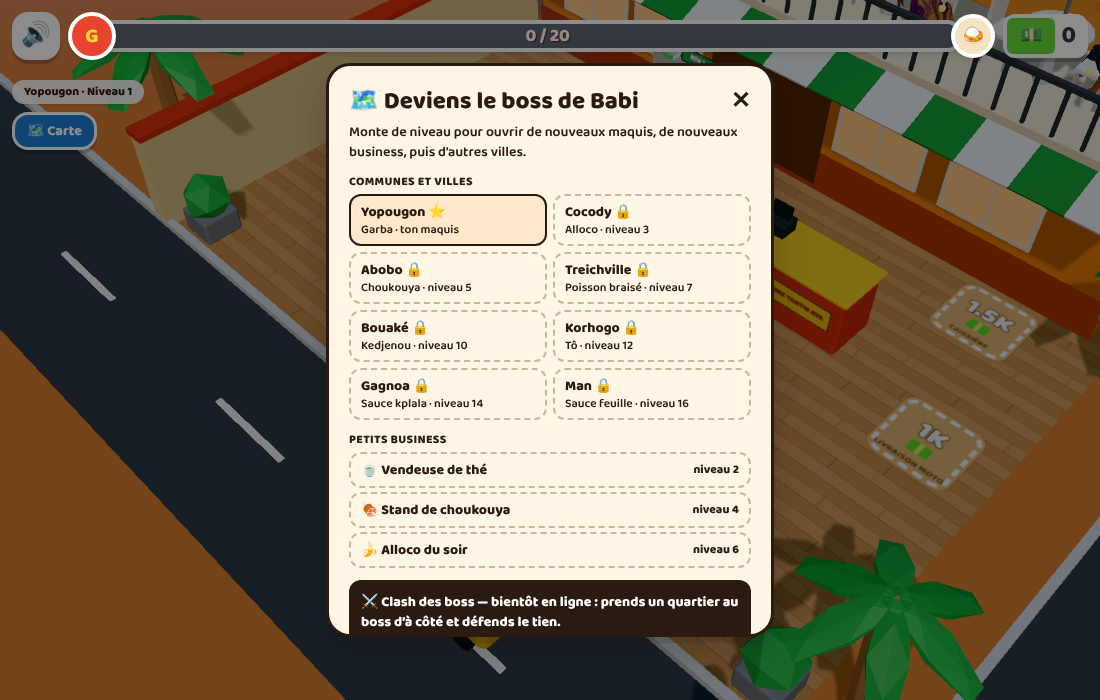 G
0 / 20
0
Yopougon · Niveau 1
Carte
Deviens le boss de Babi
Monte de niveau pour ouvrir de nouveaux maquis, de nouveaux
business, puis d'autres villes.
COMMUNES ET VILLES
Yopougon
Garba · ton maquis
Cocody
Alloco · niveau 3
Abobo
Choukouya · niveau 5
Treichville
Poisson braisé · niveau 7
Bouaké
Kedjenou · niveau 10
Korhogo
Tô · niveau 12
Gagnoa
Sauce kplala · niveau 14
Man
Sauce feuille · niveau 16
PETITS BUSINESS
Vendeuse de thé
niveau 2
Stand de choukouya
niveau 4
Alloco du soir
niveau 6
Clash des boss — bientôt en ligne : prends un quartier au
boss d'à côté et défends le tien.
1.5K
CAISSIÈRE
1K
LIVRAISON MOTO